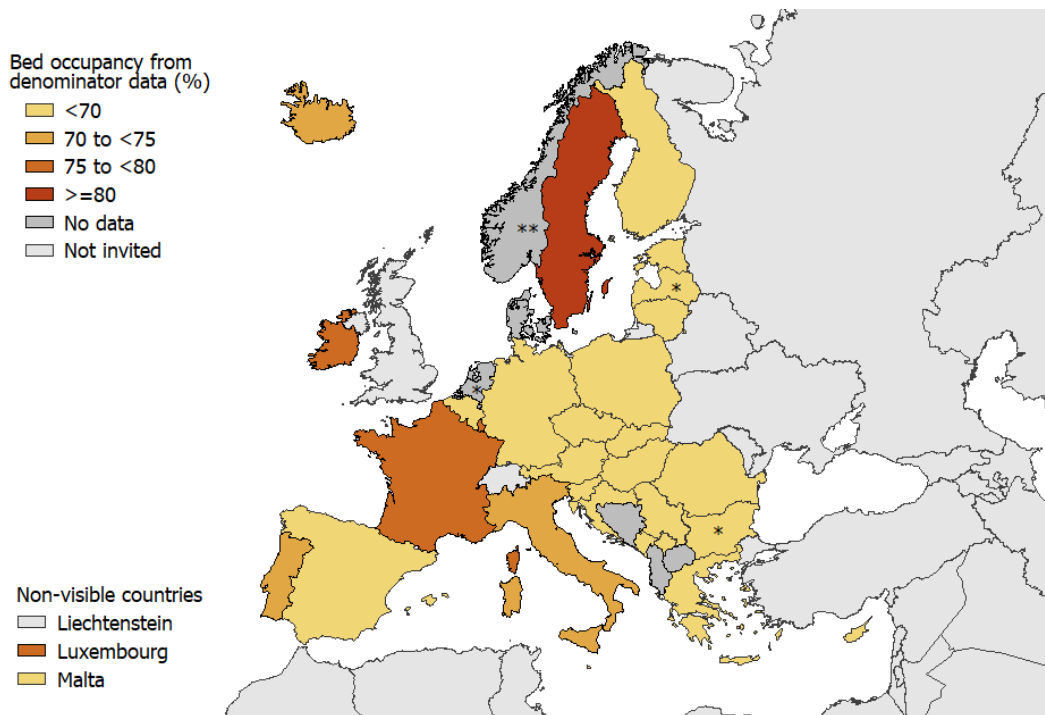 Bed occupancy from
denominator data (%)
<70
70 to <75
75 to <80
>=80
No data
Not invited
**
*
*
*
Non-visible countries
Liechtenstein
Luxembourg
Malta